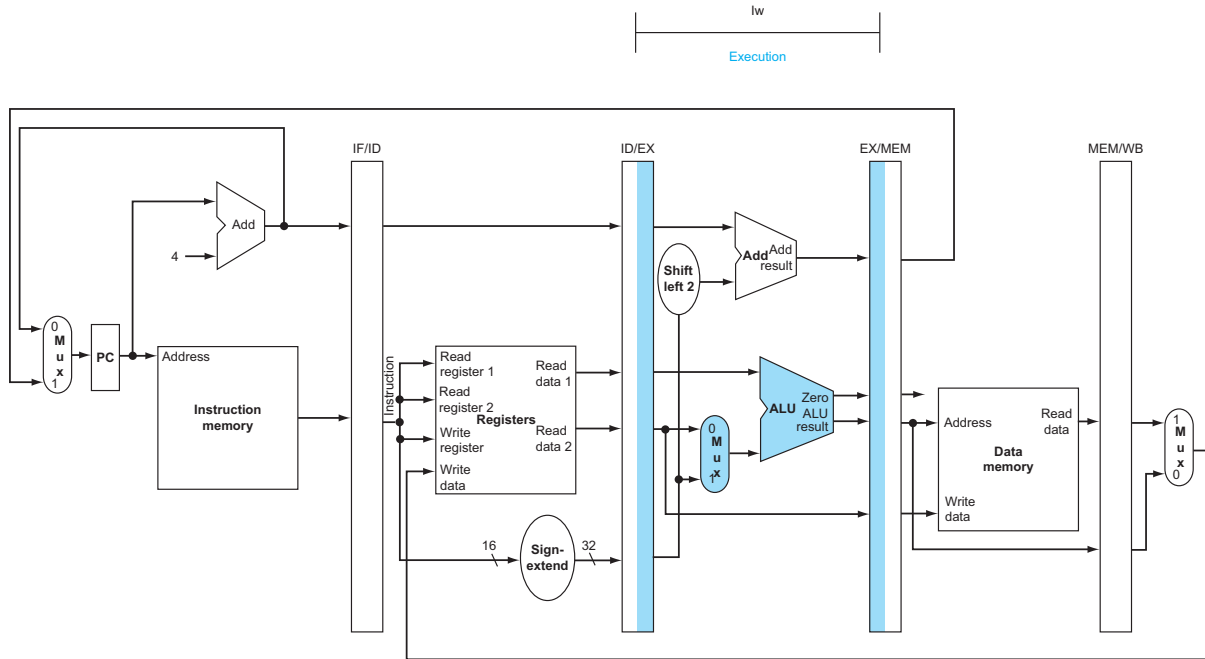 lw
Execution
IF/ID
ID/EX
EX/MEM
MEM/WB
Add
4
Shift
left 2
Add
Add
result
0
M
u
x
1
PC
Address
Instruction
memory
Instruction
Read
register 1
Read
register 2
Registers
Write
register
Write
data
Read
data 1
Read
data 2
16
Sign-
extend
32
0
M
u
x
1
ALU
Zero
ALU
result
Address
Read
data
Data
memory
Write
data
1
M
u
x
0